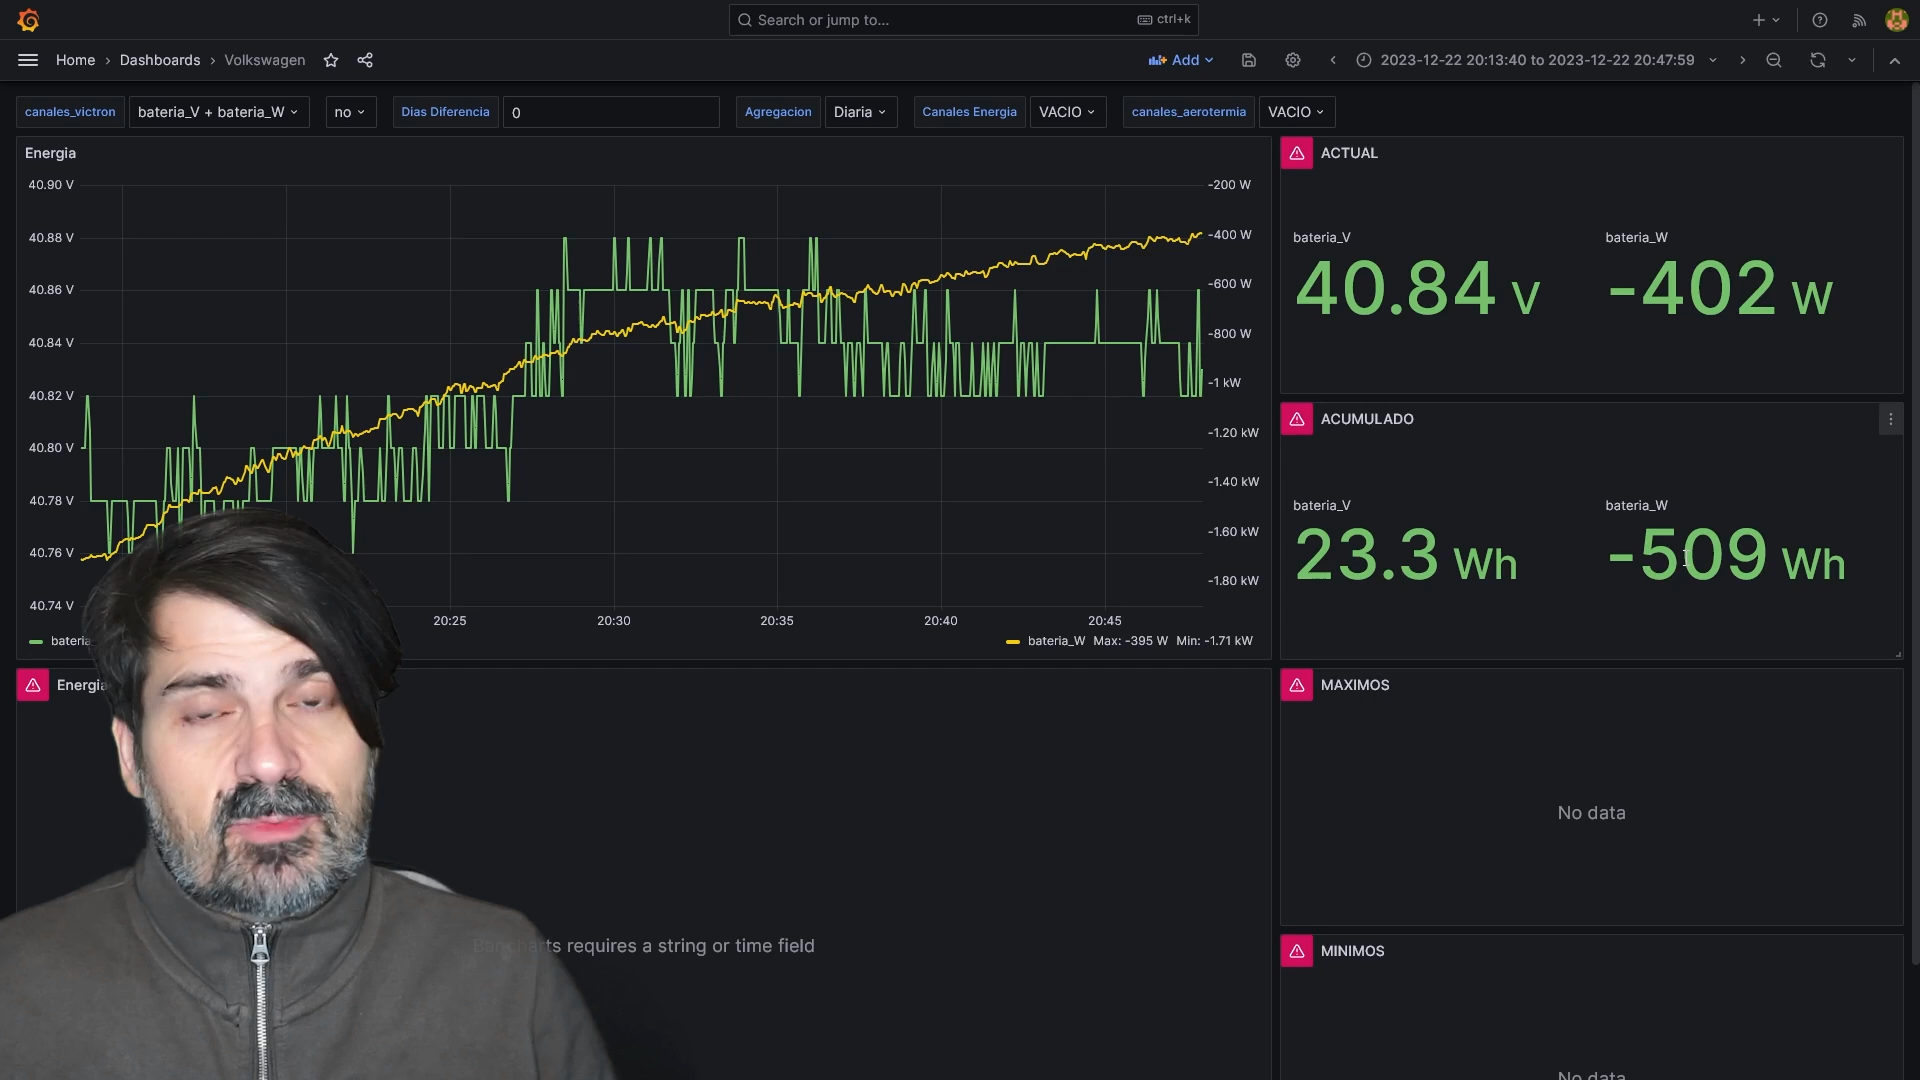 Search or jump to...
ctrl+k
Home › Dashboards › Volkswagen
Add
2023-12-22 20:13:40 to 2023-12-22 20:47:59
canales_victron
bateria_V + bateria_W
no
Dias Diferencia
0
Agregacion
Diaria
Canales Energia
VACIO
canales_aerotermia
VACIO
Energia
40.90 V
40.88 V
40.86 V
40.84 V
40.82 V
40.80 V
40.78 V
40.76 V
40.74 V
-200 W
-400 W
-600 W
-800 W
-1 kW
-1.20 kW
-1.40 kW
-1.60 kW
-1.80 kW
20:25
20:30
20:35
20:40
20:45
bateria_W Max: -395 W Min: -1.71 kW
ACTUAL
bateria_V
40.84 V
bateria_W
-402 W
ACUMULADO
bateria_V
23.3 Wh
bateria_W
-509 Wh
Energia
requires a string or time field
MAXIMOS
No data
MINIMOS
No data